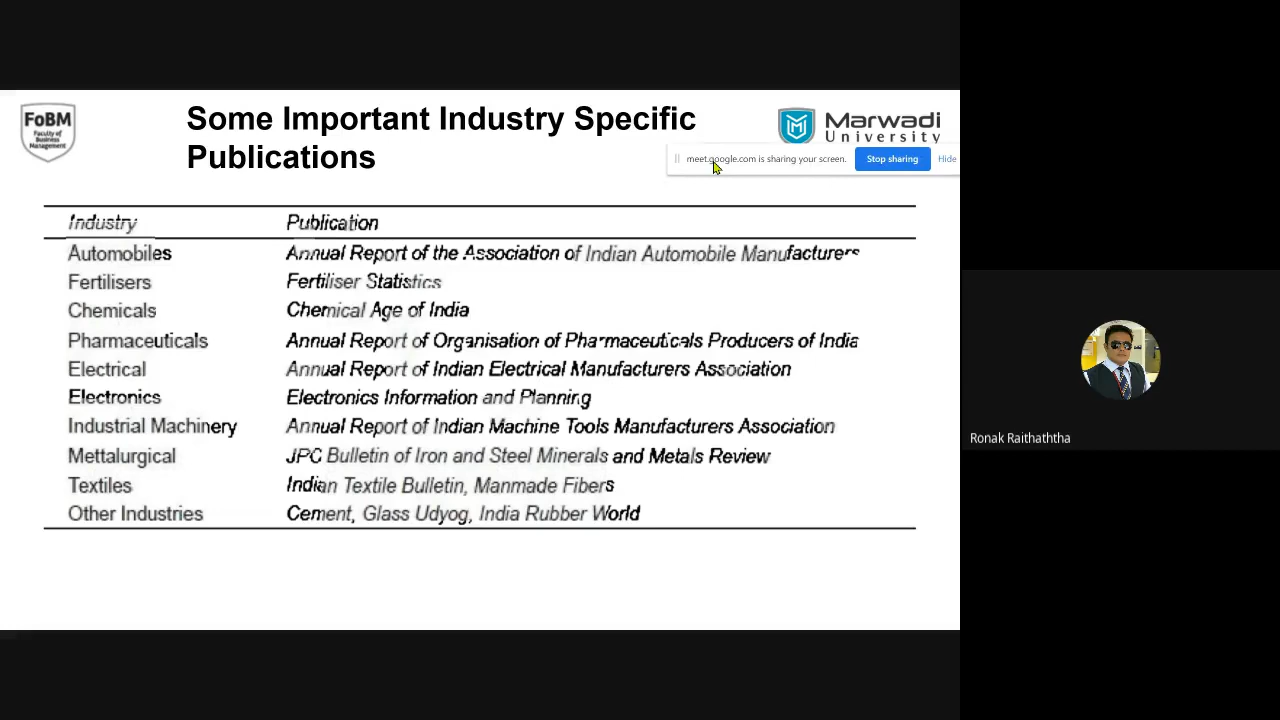 FoBM
Faculty of
Business
Management
Some Important Industry Specific
Publications
Marwadi
University
meet.google.com is sharing your screen. Stop sharing Hide
Industry Publication
Automobiles Annual Report of the Association of Indian Automobile Manufacturers
Fertilisers Fertiliser Statistics
Chemicals Chemical Age of India
Pharmaceuticals Annual Report of Organisation of Pharmaceuticals Producers of India
Electrical Annual Report of Indian Electrical Manufacturers Association
Electronics Electronics Information and Planning
Industrial Machinery Annual Report of Indian Machine Tools Manufacturers Association
Mettalurgical JPC Bulletin of Iron and Steel Minerals and Metals Review
Textiles Indian Textile Bulletin, Manmade Fibers
Other Industries Cement, Glass Udyog, India Rubber World
Ronak Raithaththa